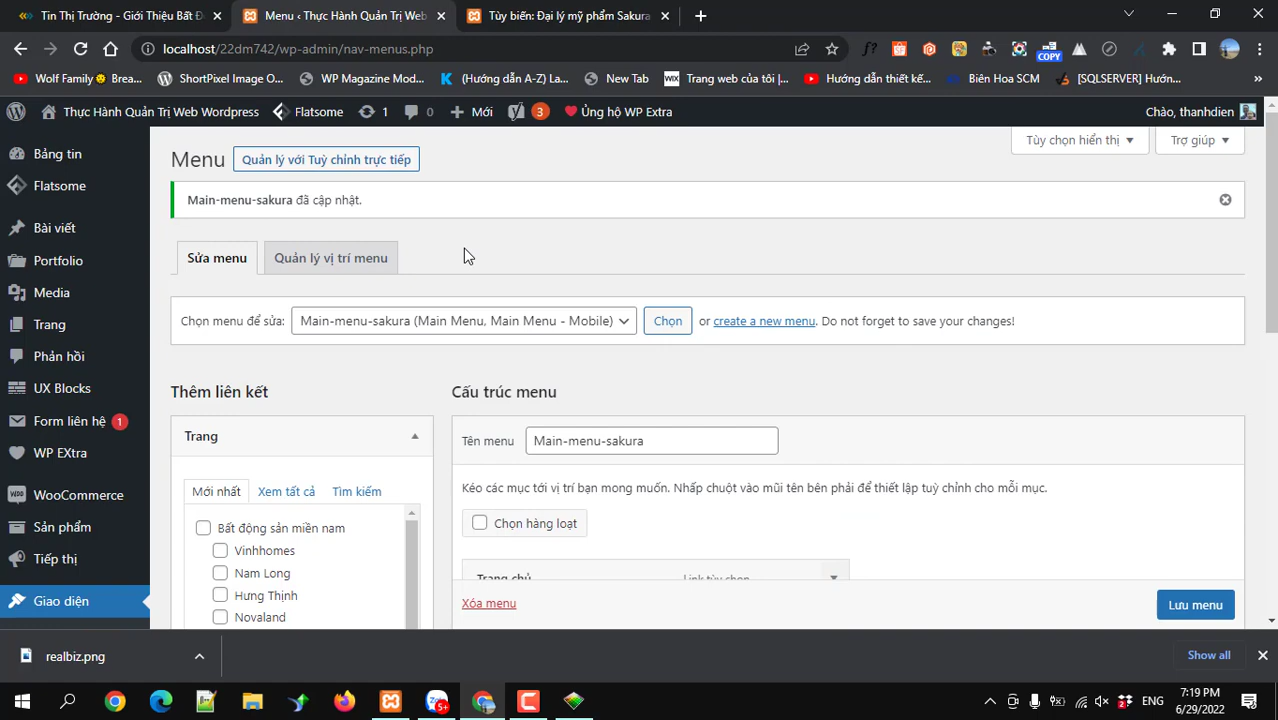 Tin Thị Trường - Giới Thiệu Bất Đ
Menu ‹ Thực Hành Quản Trị Web
Tùy biến: Đại lý mỹ phẩm Sakura
localhost/22dm742/wp-admin/nav-menus.php
COPY
Wolf Family Brea...
ShortPixel Image O...
WP Magazine Mod...
(Hướng dẫn A-Z) La...
New Tab
Trang web của tôi |...
Hướng dẫn thiết kế...
Biên Hoa SCM
[SQLSERVER] Hướn...
»
Thực Hành Quản Trị Web Wordpress
Flatsome
1
0
Mới
3
Ủng hộ WP Extra
Chào, thanhdien
Bảng tin
Flatsome
Bài viết
Portfolio
Media
Trang
Phản hồi
UX Blocks
Form liên hệ 1
WP EXtra
WooCommerce
Sản phẩm
Tiếp thị
Giao diện
Tùy chọn hiển thị
Trợ giúp
Menu
Quản lý với Tuỳ chỉnh trực tiếp
Main-menu-sakura đã cập nhật.
Sửa menu
Quản lý vị trí menu
Chọn menu để sửa: Main-menu-sakura (Main Menu, Main Menu - Mobile) Chọn or create a new menu. Do not forget to save your changes!
Thêm liên kết
Trang
Mới nhất
Xem tất cả
Tìm kiếm
Bất động sản miền nam
Vinhhomes
Nam Long
Hưng Thịnh
Novaland
Cấu trúc menu
Tên menu Main-menu-sakura
Kéo các mục tới vị trí bạn mong muốn. Nhấp chuột vào mũi tên bên phải để thiết lập tuỳ chỉnh cho mỗi mục.
Chọn hàng loạt
Trang chủ Link tùy chọn
Xóa menu
Lưu menu
realbiz.png
Show all
5+
ENG
7:19 PM
6/29/2022